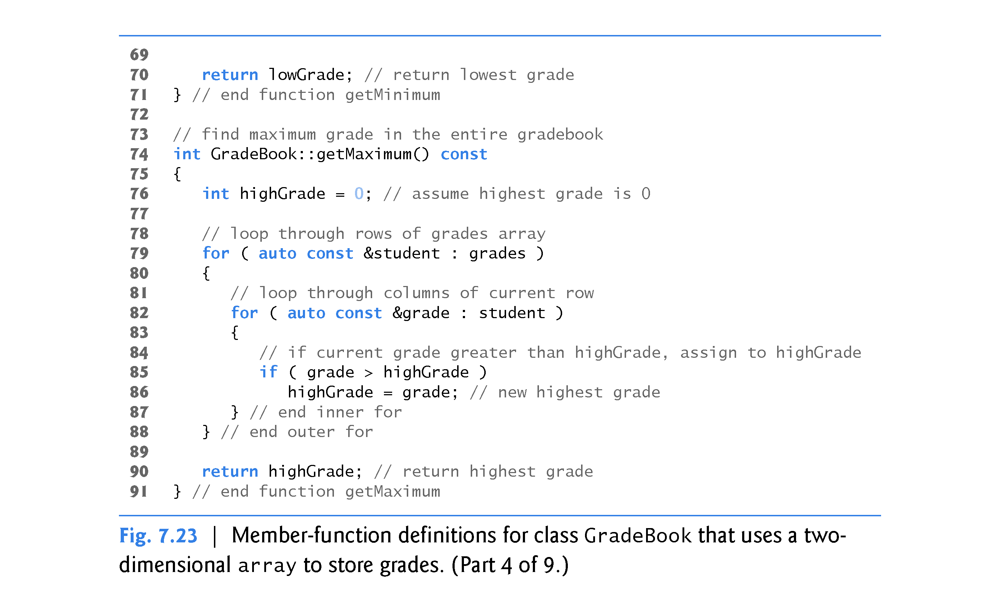 69
70 return lowGrade; // return lowest grade
71 } // end function getMinimum
72
73 // find maximum grade in the entire gradebook
74 int GradeBook::getMaximum() const
75 {
76 int highGrade = 0; // assume highest grade is 0
77
78 // loop through rows of grades array
79 for ( auto const &student : grades )
80 {
81 // loop through columns of current row
82 for ( auto const &grade : student )
83 {
84 // if current grade greater than highGrade, assign to highGrade
85 if ( grade > highGrade )
86 highGrade = grade; // new highest grade
87 } // end inner for
88 } // end outer for
89
90 return highGrade; // return highest grade
91 } // end function getMaximum
Fig. 7.23 | Member-function definitions for class GradeBook that uses a two-
dimensional array to store grades. (Part 4 of 9.)